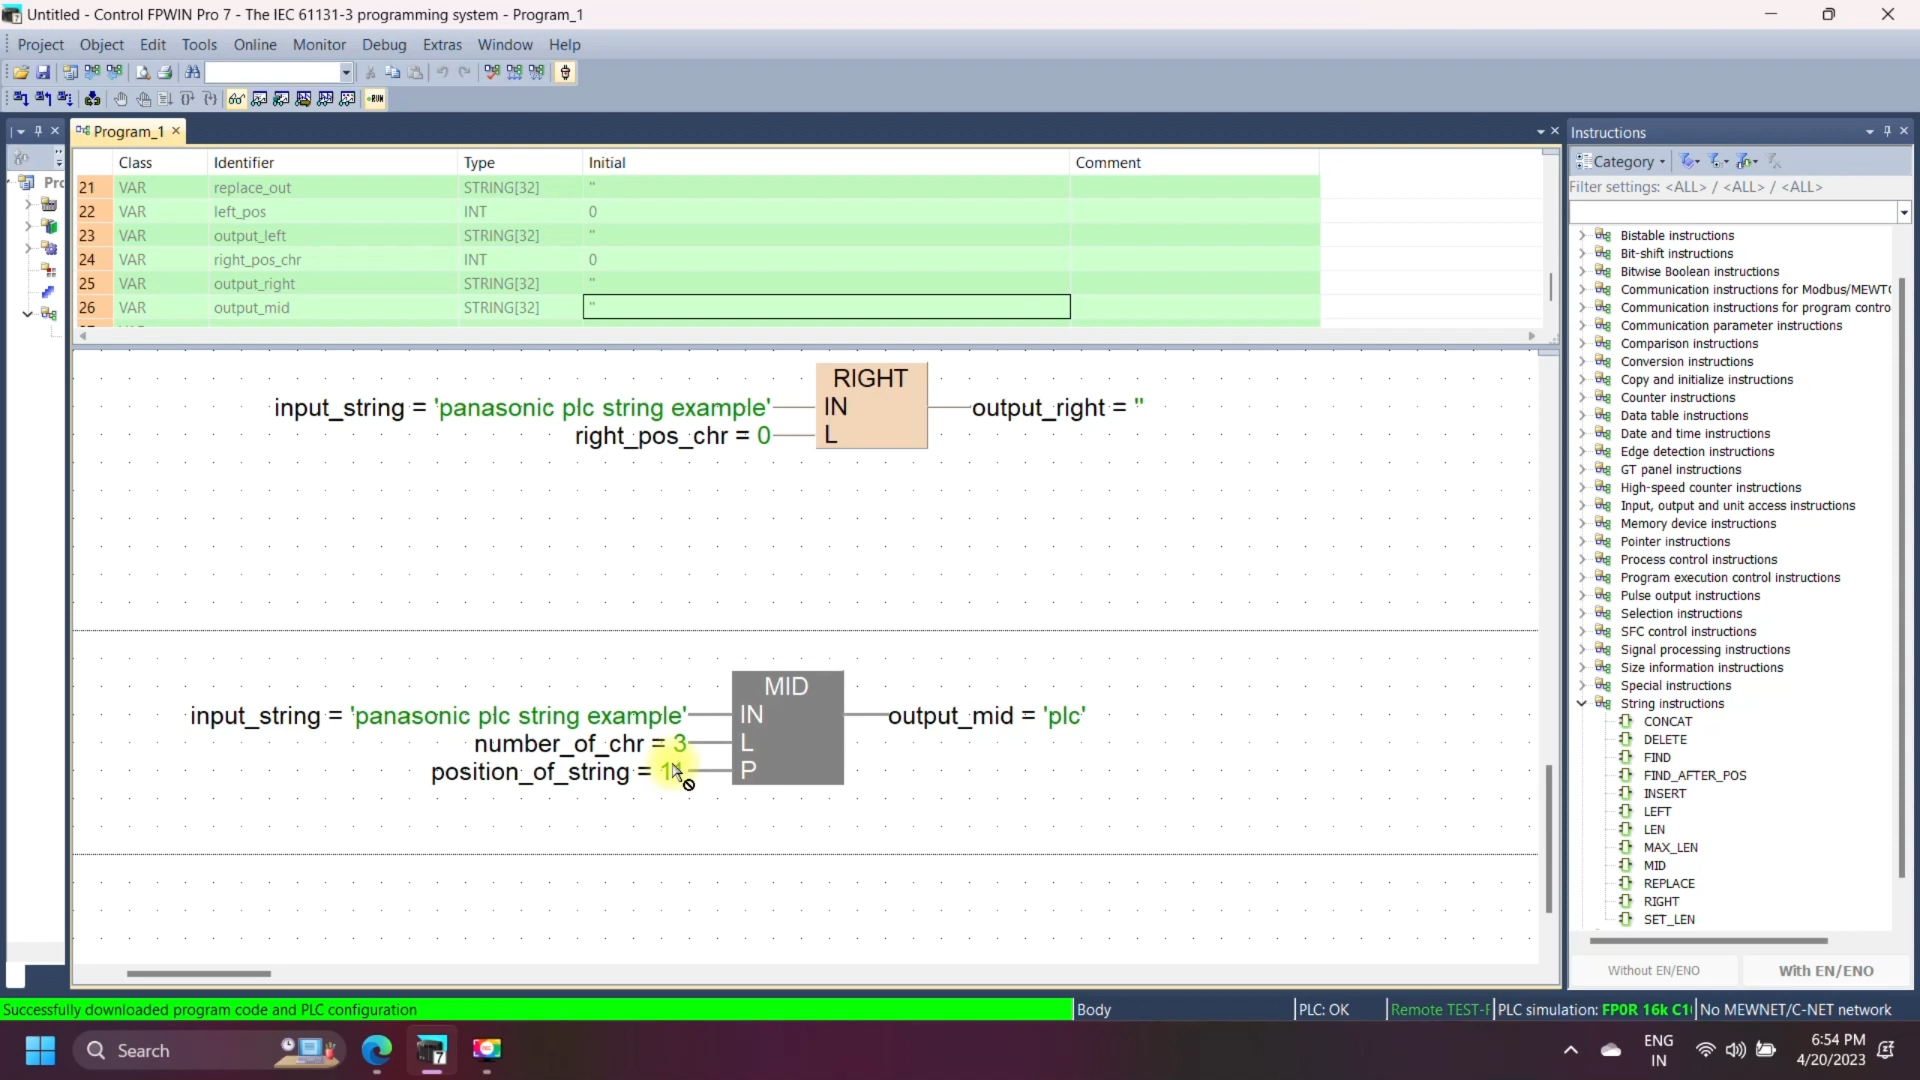 Untitled - Control FPWIN Pro 7 - The IEC 61131-3 programming system - Program_1
Project Object Edit Tools Online Monitor Debug Extras Window Help
Program_1
Instructions
Class Identifier Type Initial Comment
21 VAR replace_out STRING[32] ''
22 VAR left_pos INT 0
23 VAR output_left STRING[32] ''
24 VAR right_pos_chr INT 0
25 VAR output_right STRING[32] ''
26 VAR output_mid STRING[32] ''
RIGHT
input_string = 'panasonic plc string example' IN output_right = ''
right_pos_chr = 0 L
MID
input_string = 'panasonic plc string example' IN output_mid = 'plc'
number_of_chr = 3 L
position_of_string = 11 P
Pro
Category
Filter settings: <ALL> / <ALL> / <ALL>
Bistable instructions
Bit-shift instructions
Bitwise Boolean instructions
Communication instructions for Modbus/MEWTO
Communication instructions for program contro
Communication parameter instructions
Comparison instructions
Conversion instructions
Copy and initialize instructions
Counter instructions
Data table instructions
Date and time instructions
Edge detection instructions
GT panel instructions
High-speed counter instructions
Input, output and unit access instructions
Memory device instructions
Pointer instructions
Process control instructions
Program execution control instructions
Pulse output instructions
Selection instructions
SFC control instructions
Signal processing instructions
Size information instructions
Special instructions
String instructions
CONCAT
DELETE
FIND
FIND_AFTER_POS
INSERT
LEFT
LEN
MAX_LEN
MID
REPLACE
RIGHT
SET_LEN
Without EN/ENO With EN/ENO
Successfully downloaded program code and PLC configuration Body PLC: OK Remote TEST-F PLC simulation: FP0R 16k C1 No MEWNET/C-NET network
Search
ENG
IN
6:54 PM
4/20/2023